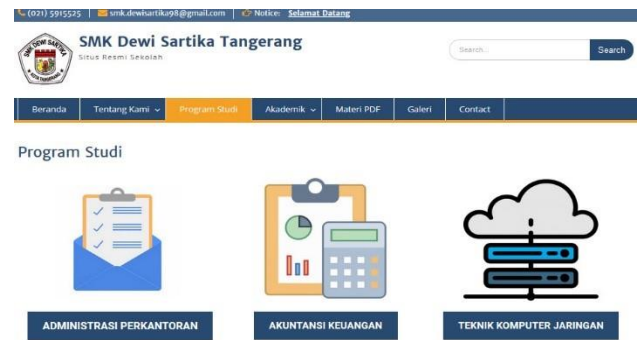 (021) 5915525 | smk.dewisartika98@gmail.com | Notice: Selamat Datang
SMK Dewi Sartika Tangerang
Situs Resmi Sekolah
Search...
Search
Beranda Tentang Kami Program Studi Akademik Materi PDF Galeri Contact
Program Studi
ADMINISTRASI PERKANTORAN
AKUNTANSI KEUANGAN
TEKNIK KOMPUTER JARINGAN